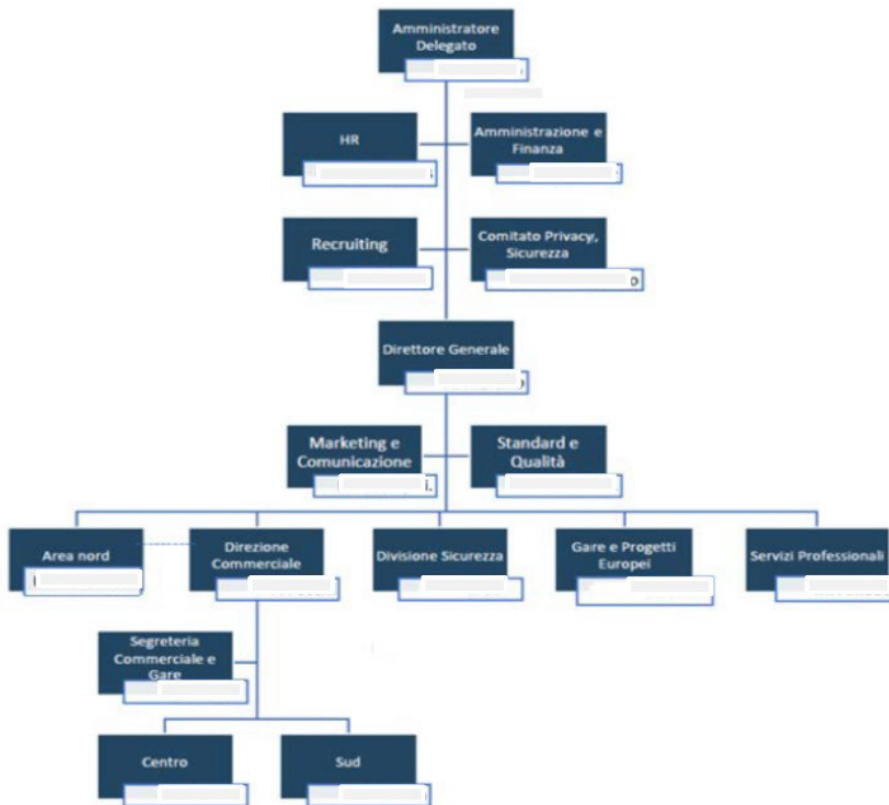 Amministratore
Delegato
HR
Amministrazione e
Finanza
Recruiting
Comitato Privacy,
Sicurezza
Direttore Generale
Marketing e
Comunicazione
Standard e
Qualità
Area nord
Direzione
Commerciale
Divisione Sicurezza
Gare e Progetti
Europei
Servizi Professionali
Segreteria
Commerciale e
Gare
Centro
Sud